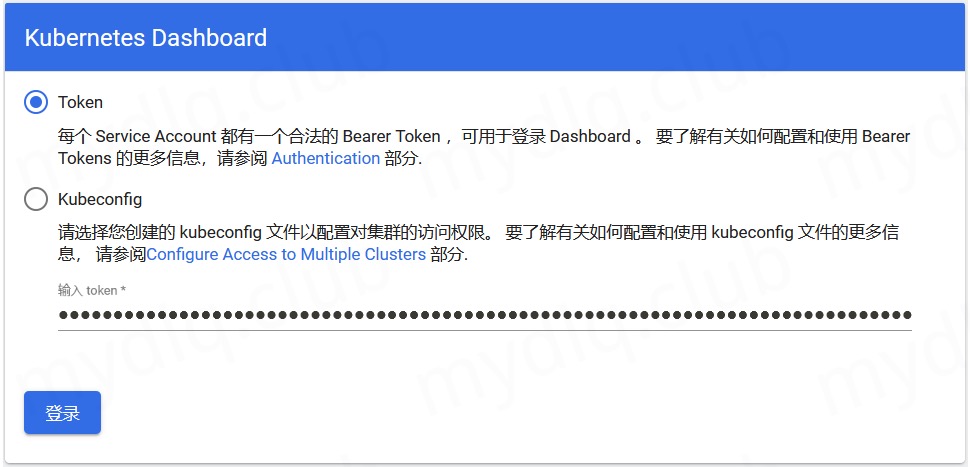 Kubernetes Dashboard
Token
每个 Service Account 都有一个合法的 Bearer Token ，可用于登录 Dashboard 。 要了解有关如何配置和使用 Bearer
Tokens 的更多信息，请参阅 Authentication 部分.
Kubeconfig
请选择您创建的 kubeconfig 文件以配置对集群的访问权限。 要了解有关如何配置和使用 kubeconfig 文件的更多信
息， 请参阅Configure Access to Multiple Clusters 部分.
输入 token *
登录
mydlq.club